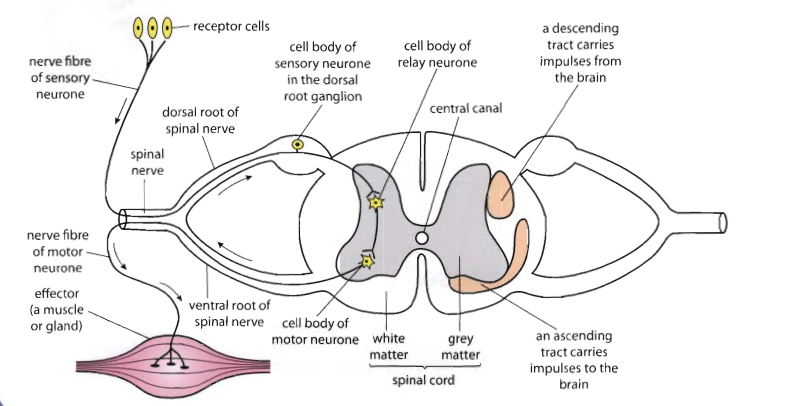 receptor cells
nerve fibre
of sensory
neurone
cell body of
sensory neurone
in the dorsal
root ganglion
cell body of
relay neurone
a descending
tract carries
impulses from
the brain
dorsal root of
spinal nerve
central canal
spinal
nerve
nerve fibre
of motor
neurone
effector
(a muscle
or gland)
ventral root of
spinal nerve
cell body of
motor neurone
white
matter
grey
matter
spinal cord
an ascending
tract carries
impulses to the
brain